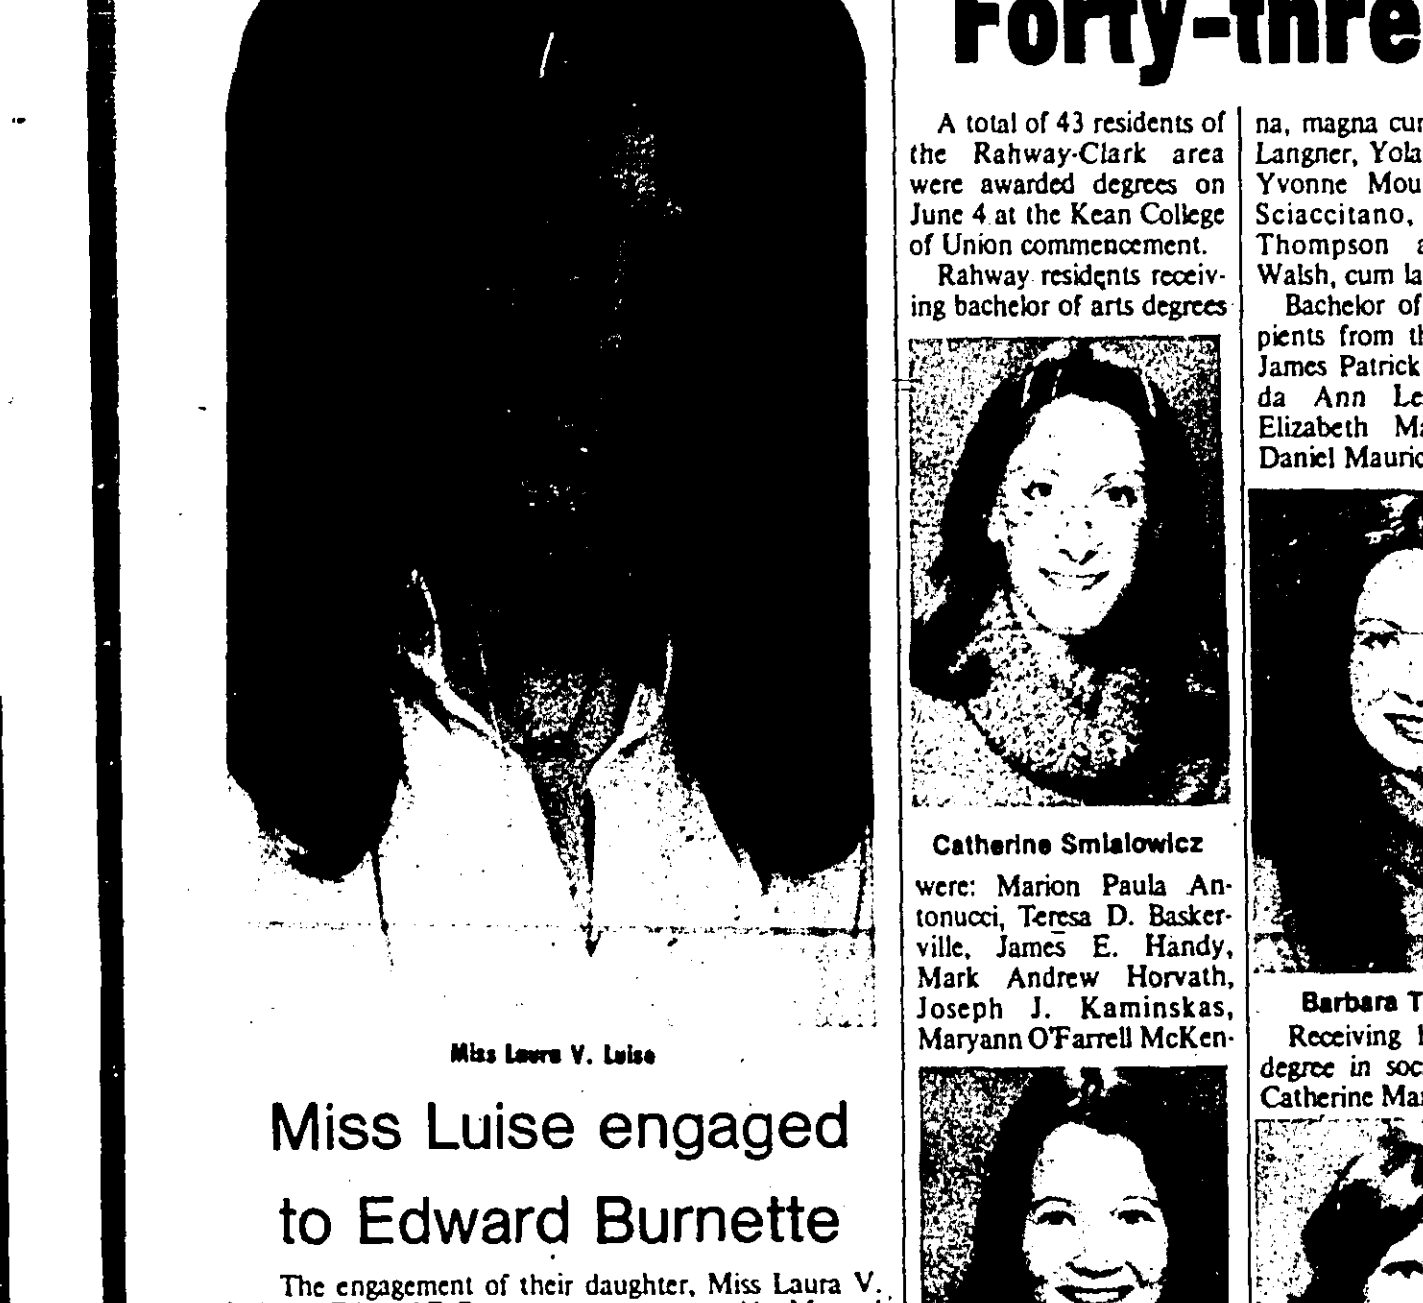 Miss Laura V. Luise
Miss Luise engaged
to Edward Burnette
The engagement of their daughter, Miss Laura V.
Forty-thre
A total of 43 residents of
the Rahway-Clark area
were awarded degrees on
June 4 at the Kean College
of Union commencement.
Rahway residents receiv-
ing bachelor of arts degrees
Catherine Smialowicz
were: Marion Paula An-
tonucci, Teresa D. Basker-
ville, James E. Handy,
Mark Andrew Horvath,
Joseph J. Kaminskas,
Maryann O'Farrell McKen-
na, magna cur
Langner, Yola
Yvonne Mou
Sciaccitano,
Thompson a
Walsh, cum la
Bachelor of
pients from th
James Patrick
da Ann Le
Elizabeth Ma
Daniel Mauric
Barbara T
Receiving
degree in soc
Catherine Mar